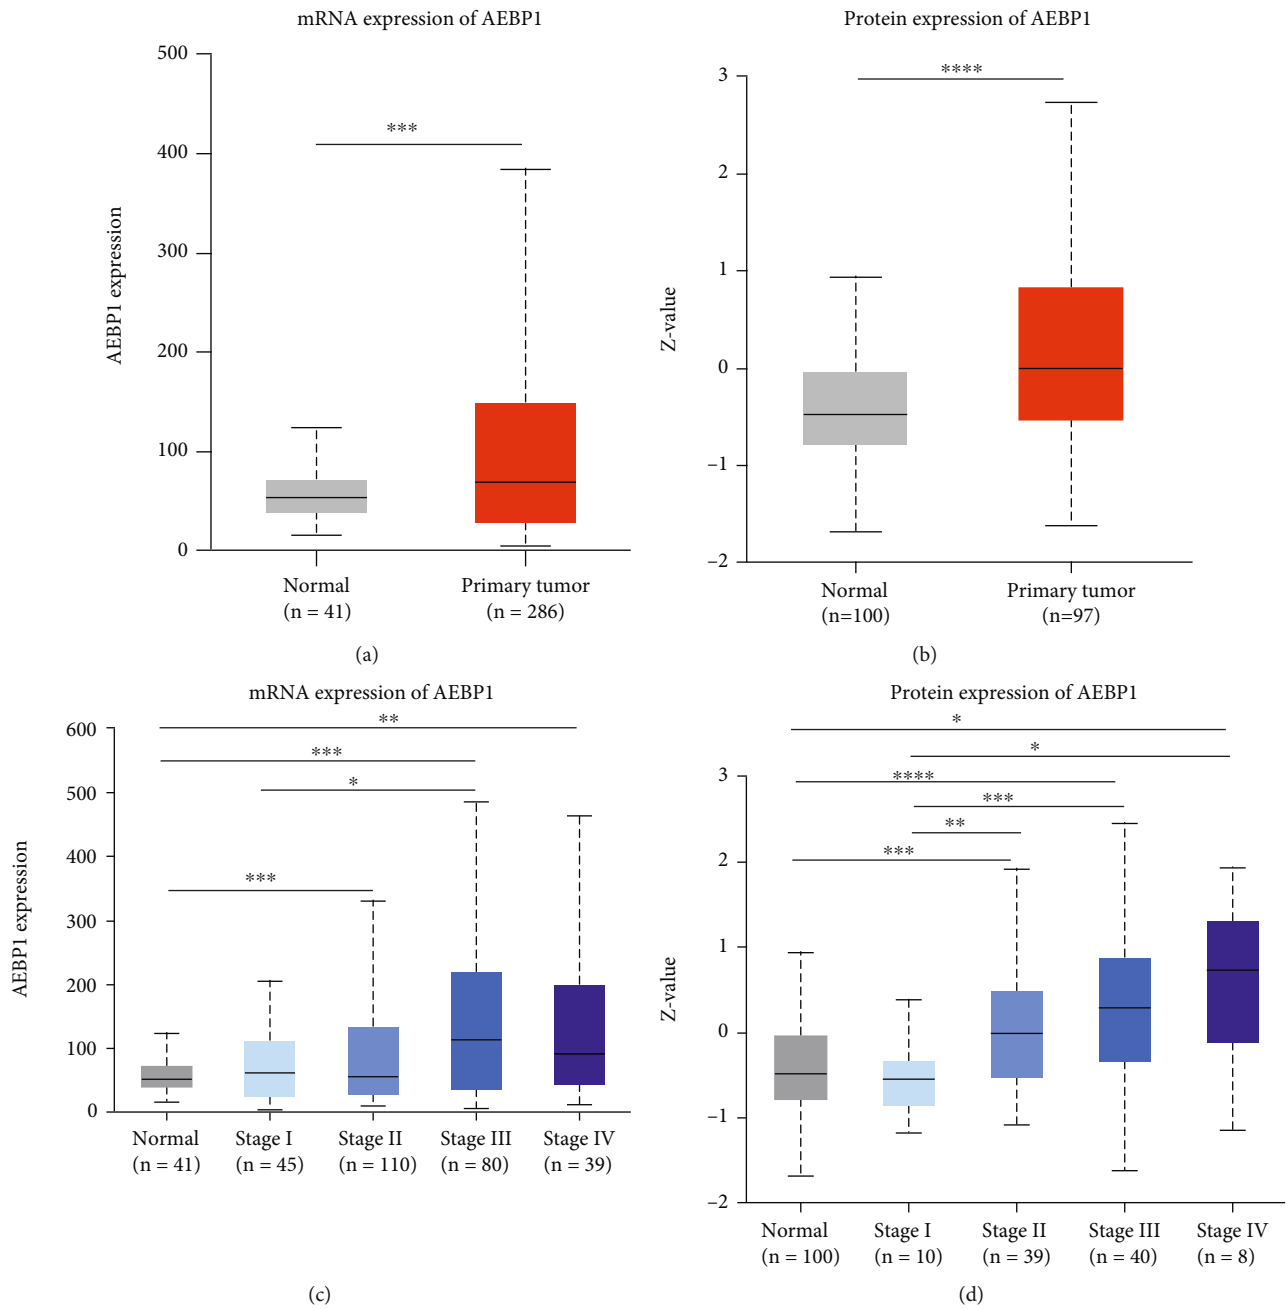 mRNA expression of AEBP1
500
400
300
200
100
0
AEBP1 expression
***
Normal
(n = 41)
Primary tumor
(n = 286)
(a)
Protein expression of AEBP1
3
2
1
0
−1
−2
Z-value
****
Normal
(n=100)
Primary tumor
(n=97)
(b)
mRNA expression of AEBP1
600
500
400
300
200
100
0
AEBP1 expression
**
***
*
***
Normal
(n = 41)
Stage I
(n = 45)
Stage II
(n = 110)
Stage III
(n = 80)
Stage IV
(n = 39)
(c)
Protein expression of AEBP1
3
2
1
0
−1
−2
Z-value
*
*
****
***
**
***
Normal
(n = 100)
Stage I
(n = 10)
Stage II
(n = 39)
Stage III
(n = 40)
Stage IV
(n = 8)
(d)